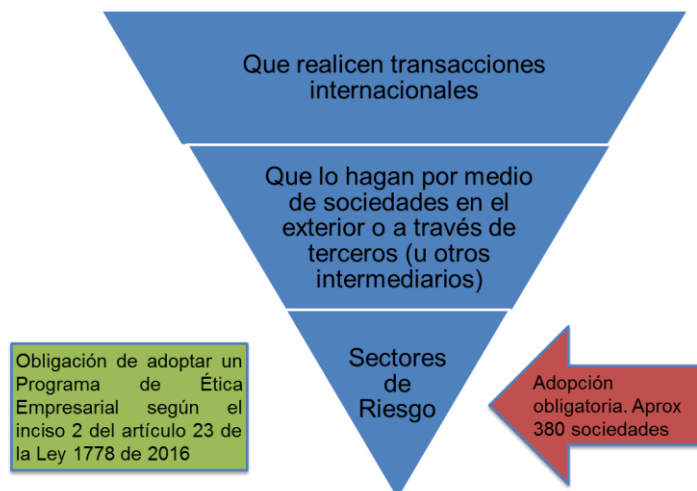 Que realicen transacciones
internacionales
Que lo hagan por medio
de sociedades en el
exterior o a través de
terceros (u otros
intermediarios)
Sectores
de
Riesgo
Obligación de adoptar un
Programa de Ética
Empresarial según el
inciso 2 del artículo 23 de
la Ley 1778 de 2016
Adopción
obligatoria. Aprox
380 sociedades